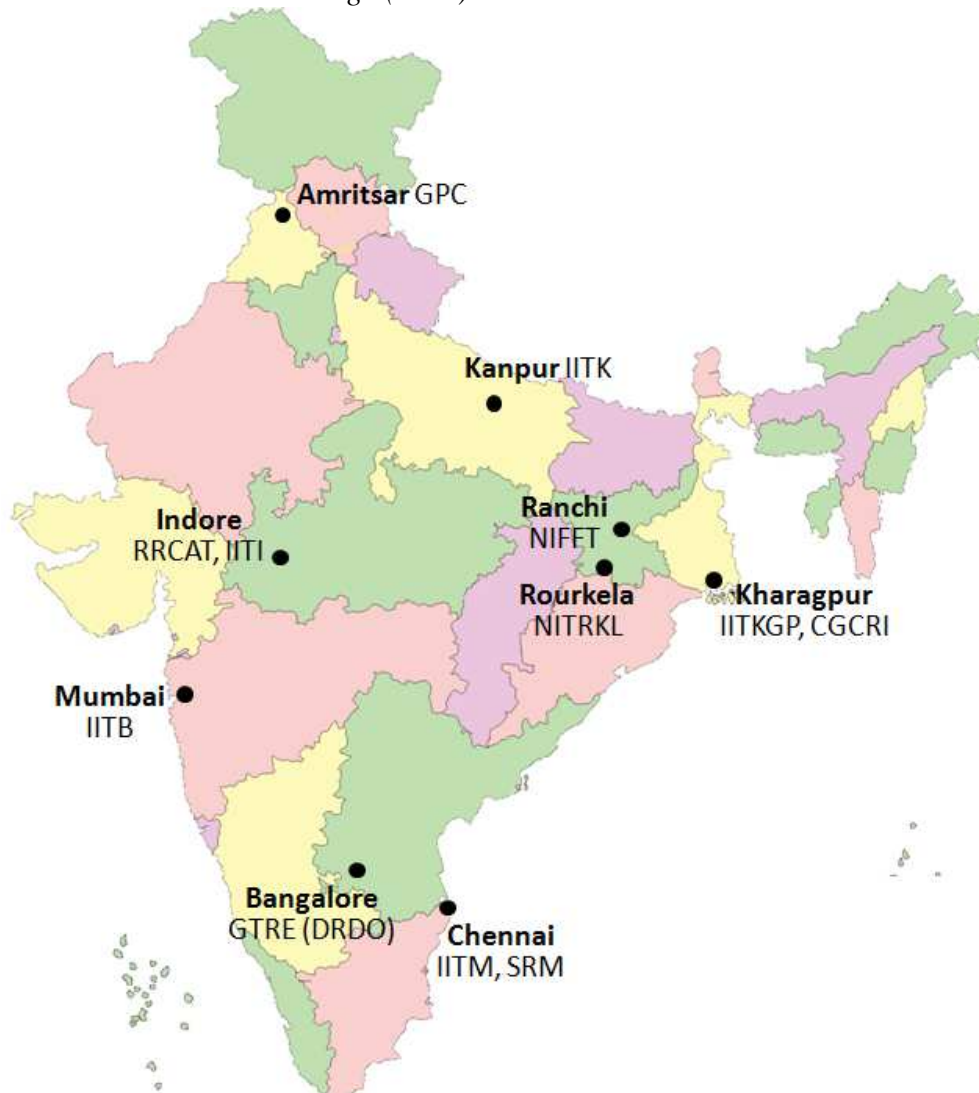 Amritsar GPC
Kanpur IITK
Indore
RRCAT, IITI
Ranchi
NIFFT
Rourkela
NITRKL
Kharagpur
IITKGP, CGCRI
Mumbai
IITB
Bangalore
GTRE (DRDO)
Chennai
IITM, SRM